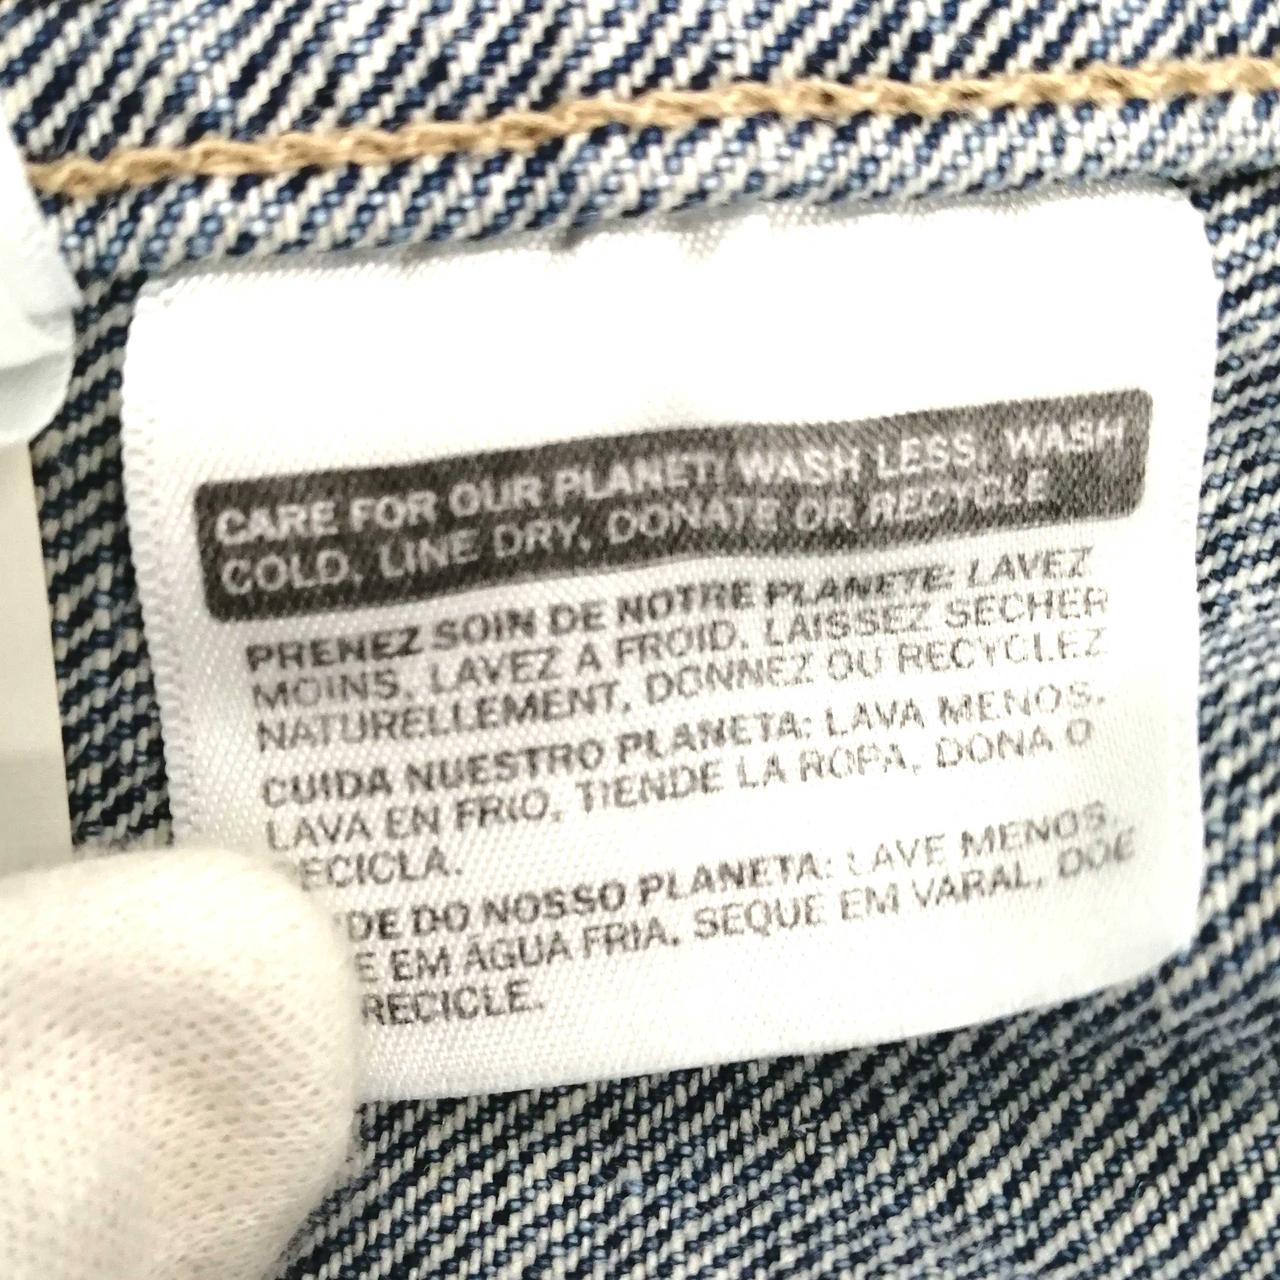 CARE FOR OUR PLANET: WASH LESS, WASH
COLD, LINE DRY, DONATE OR RECYCLE
PRENEZ SOIN DE NOTRE PLANETE: LAVEZ
MOINS, LAVEZ A FROID, LAISSEZ SECHER
NATURELLEMENT, DONNEZ OU RECYCLEZ
CUIDA NUESTRO PLANETA: LAVA MENOS,
LAVA EN FRIO, TIENDE LA ROPA, DONA O
ECICLA.
DE DO NOSSO PLANETA: LAVE MENOS,
E EM ÁGUA FRIA, SEQUE EM VARAL, DOE
RECICLE.